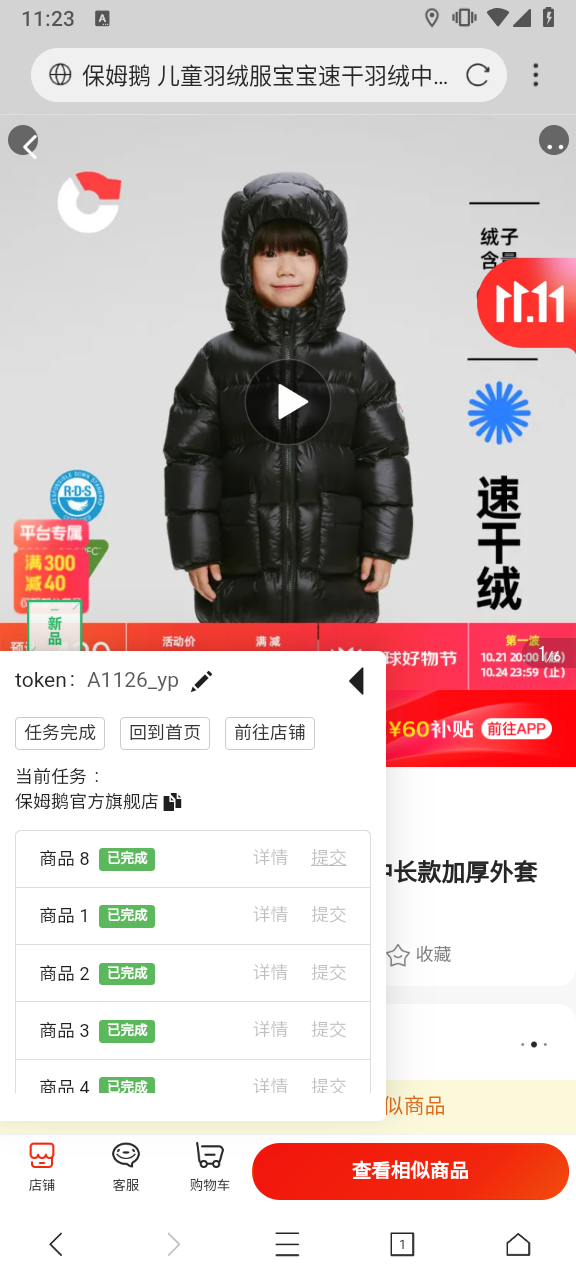 11:23
A
保姆鹅 儿童羽绒服宝宝速干羽绒中...
绒子
含量
11.11
速干绒
R·D·S
平台专属
满300
减40
新品
活动价
满减
第一波
球好物节
10.21 20:00
10.24 23:59（止）
1/6
¥60补贴
前往APP
token：A1126_yp
任务完成
回到首页
前往店铺
当前任务：
保姆鹅官方旗舰店
商品 8 已完成 详情 提交
商品 1 已完成 详情 提交
商品 2 已完成 详情 提交
商品 3 已完成 详情 提交
商品 4 已完成 详情 提交
中长款加厚外套
收藏
似商品
店铺
客服
购物车
查看相似商品
1